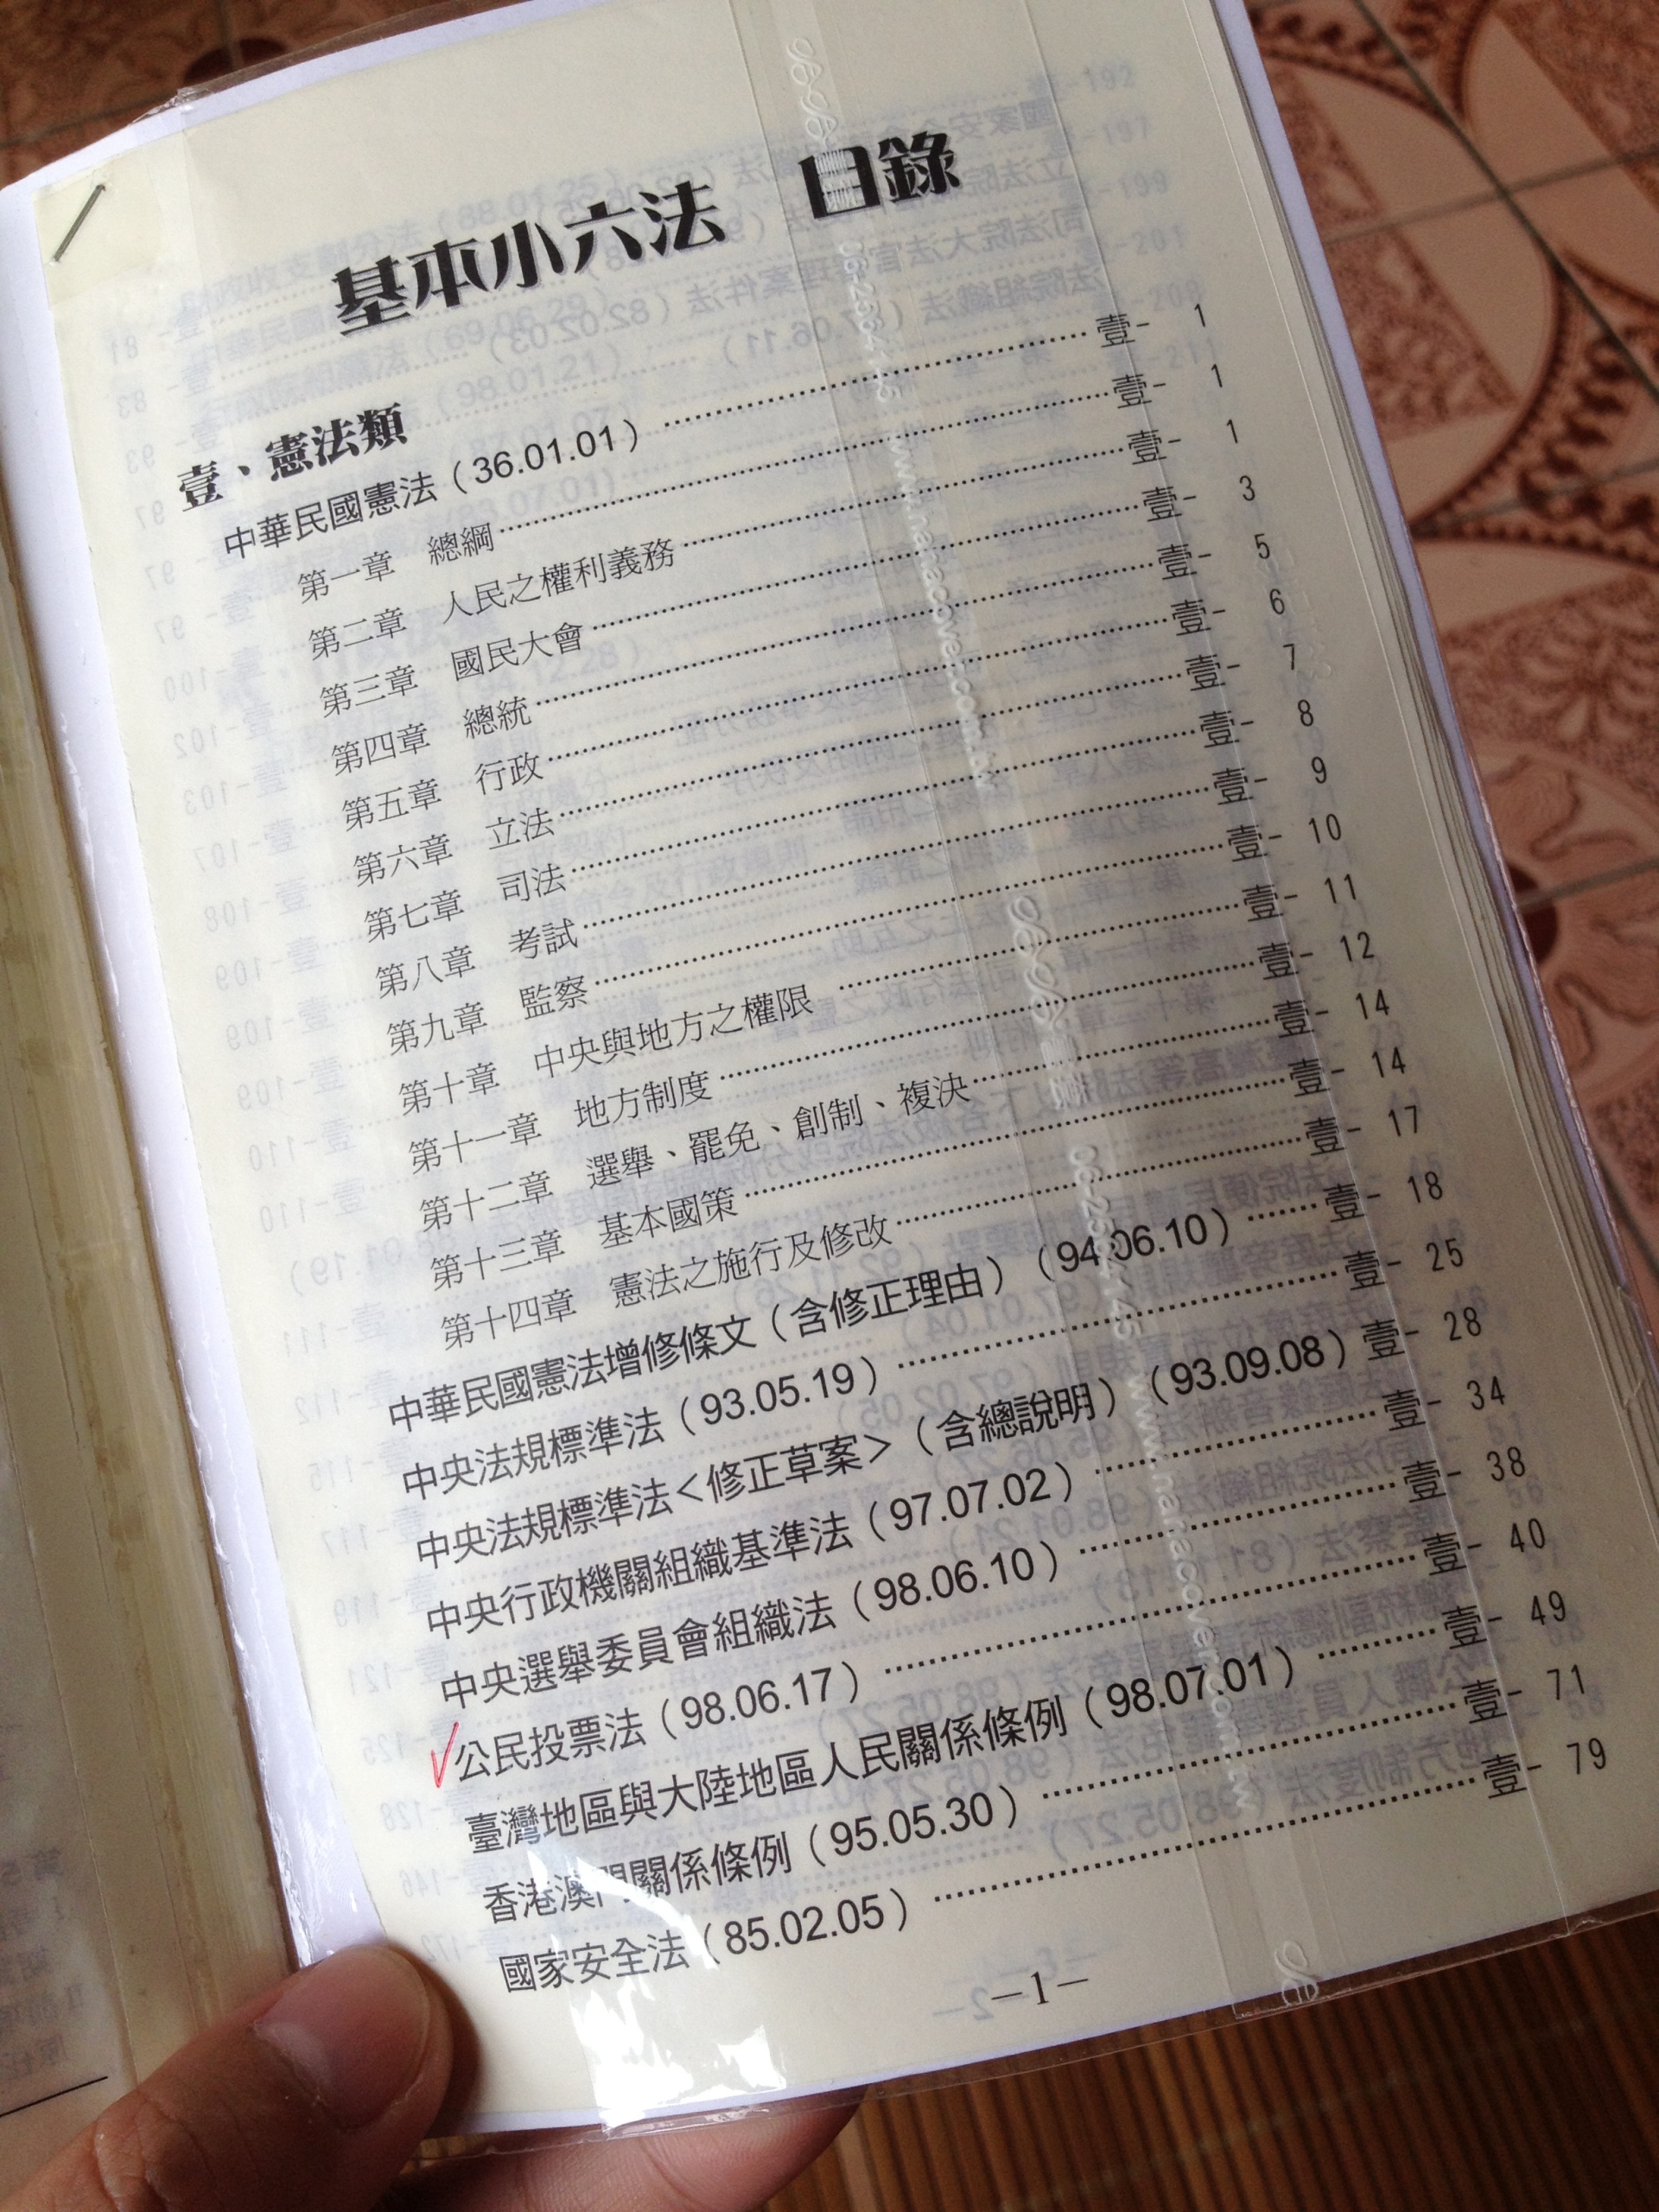 基本小六法 目錄
壹、憲法類
中華民國憲法（36.01.01）……壹- 1
第一章 總綱……壹- 1
第二章 人民之權利義務……壹- 1
第三章 國民大會……壹- 3
第四章 總統……壹- 5
第五章 行政……壹- 6
第六章 立法……壹- 7
第七章 司法……壹- 8
第八章 考試……壹- 9
第九章 監察……壹- 10
第十章 中央與地方之權限……壹- 11
第十一章 地方制度……壹- 12
第十二章 選舉、罷免、創制、複決……壹- 14
第十三章 基本國策……壹- 14
第十四章 憲法之施行及修改……壹- 17
中華民國憲法增修條文（含修正理由）（94.06.10）……壹- 18
中央法規標準法（93.05.19）……壹- 25
中央法規標準法＜修正草案＞（含總說明）（93.09.08）壹- 28
中央行政機關組織基準法（97.07.02）……壹- 34
中央選舉委員會組織法（98.06.10）……壹- 38
公民投票法（98.06.17）……壹- 40
臺灣地區與大陸地區人民關係條例（98.07.01）……壹- 49
香港澳門關係條例（95.05.30）……壹- 71
國家安全法（85.02.05）……壹- 79
－1－